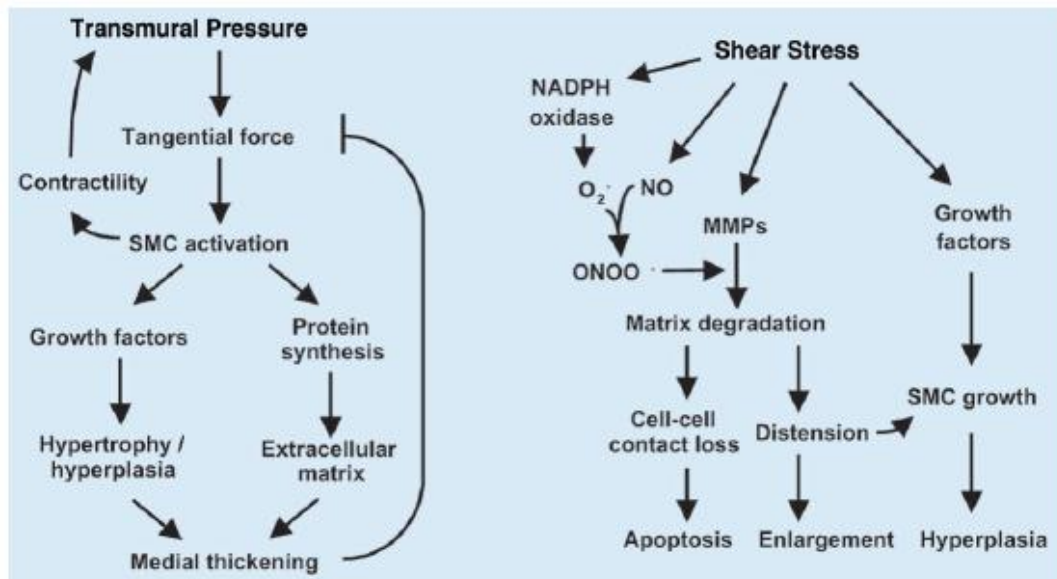 Transmural Pressure
Tangential force
Contractility
SMC activation
Growth factors
Protein
synthesis
Hypertrophy /
hyperplasia
Extracellular
matrix
Medial thickening
Shear Stress
NADPH
oxidase
O₂·
NO
ONOO ·
MMPs
Growth
factors
Matrix degradation
Cell-cell
contact loss
Distension
SMC growth
Apoptosis
Enlargement
Hyperplasia